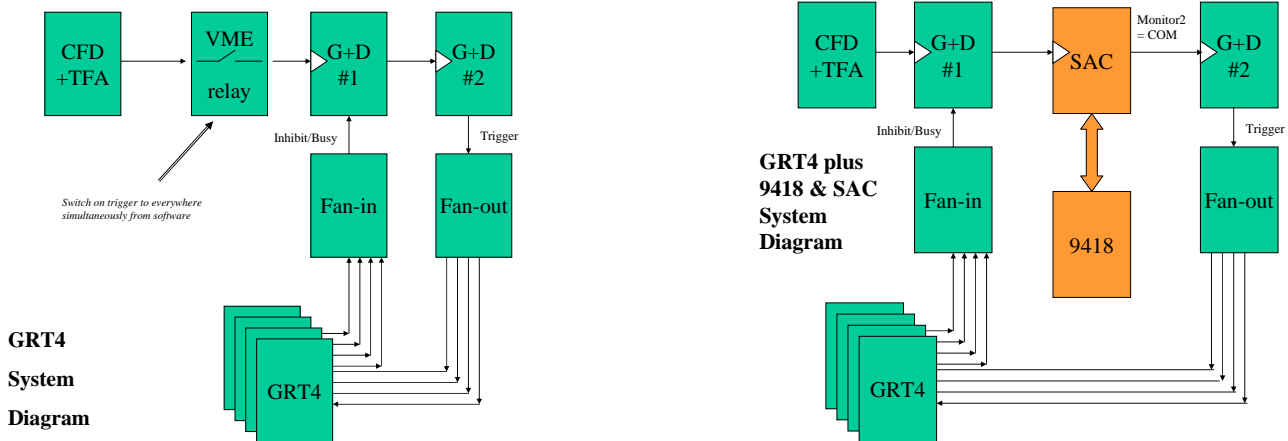 CFD
+TFA
VME
relay
G+D
#1
G+D
#2
Inhibit/Busy
Trigger
Switch on trigger to everywhere
simultaneously from software
Fan-in
Fan-out
GRT4
GRT4
System
Diagram
CFD
+TFA
G+D
#1
SAC
Monitor2
= COM
G+D
#2
Inhibit/Busy
Trigger
GRT4 plus
9418 & SAC
System
Diagram
Fan-in
9418
Fan-out
GRT4